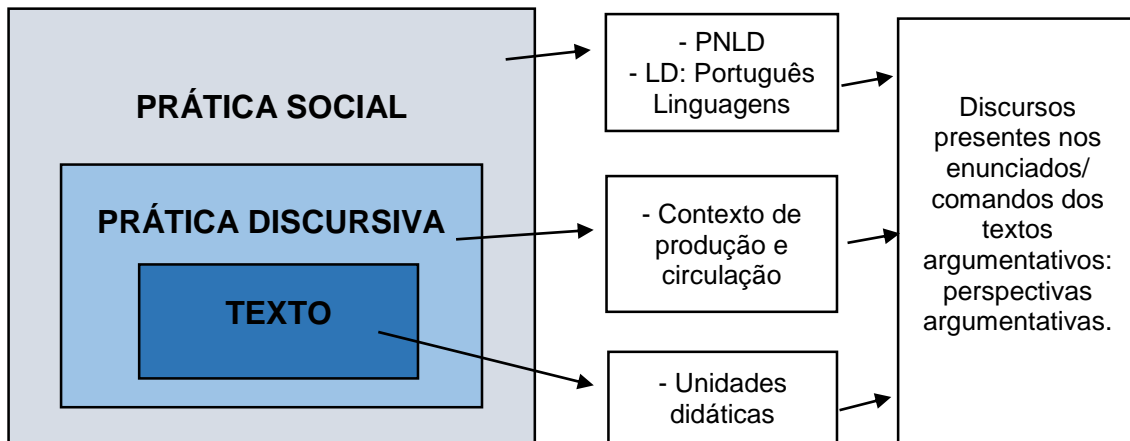 PRÁTICA SOCIAL
PRÁTICA DISCURSIVA
TEXTO
- PNLD
- LD: Português
Linguagens
- Contexto de
produção e
circulação
- Unidades
didáticas
Discursos
presentes nos
enunciados/
comandos dos
textos
argumentativos:
perspectivas
argumentativas.